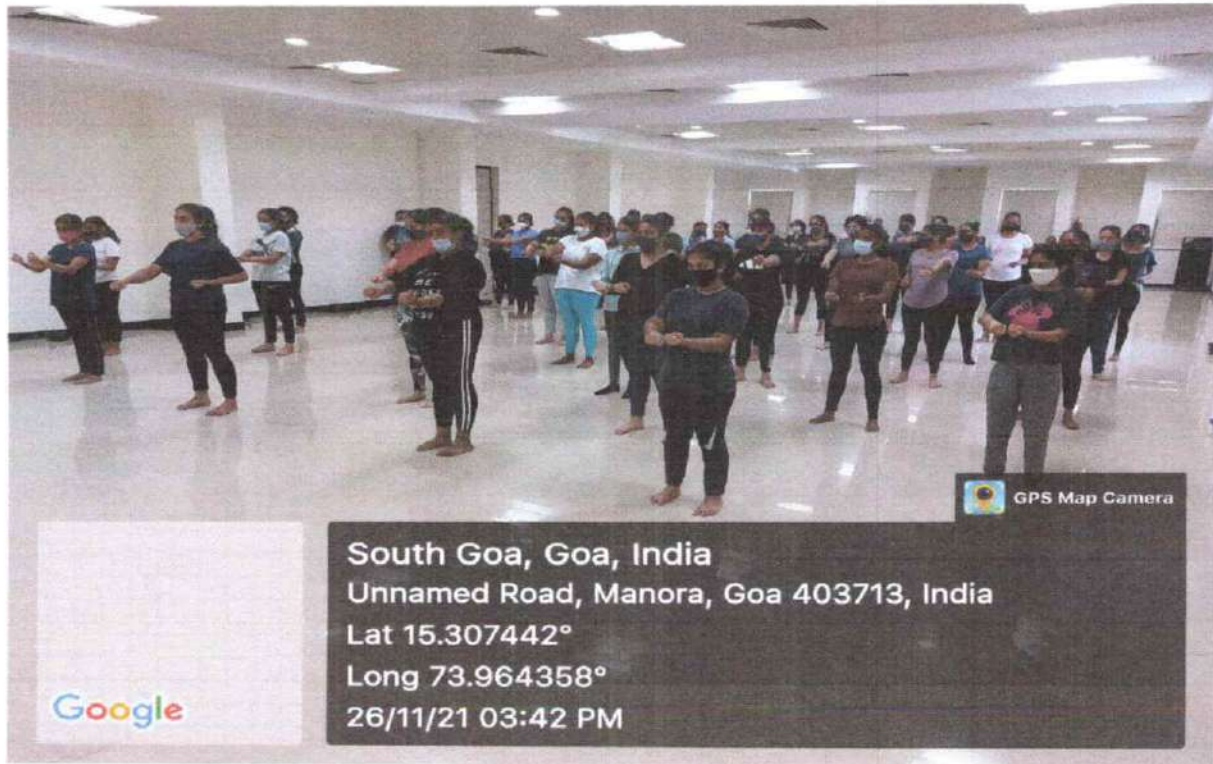 GPS Map Camera
South Goa, Goa, India
Unnamed Road, Manora, Goa 403713, India
Lat 15.307442°
Long 73.964358°
26/11/21 03:42 PM
Google